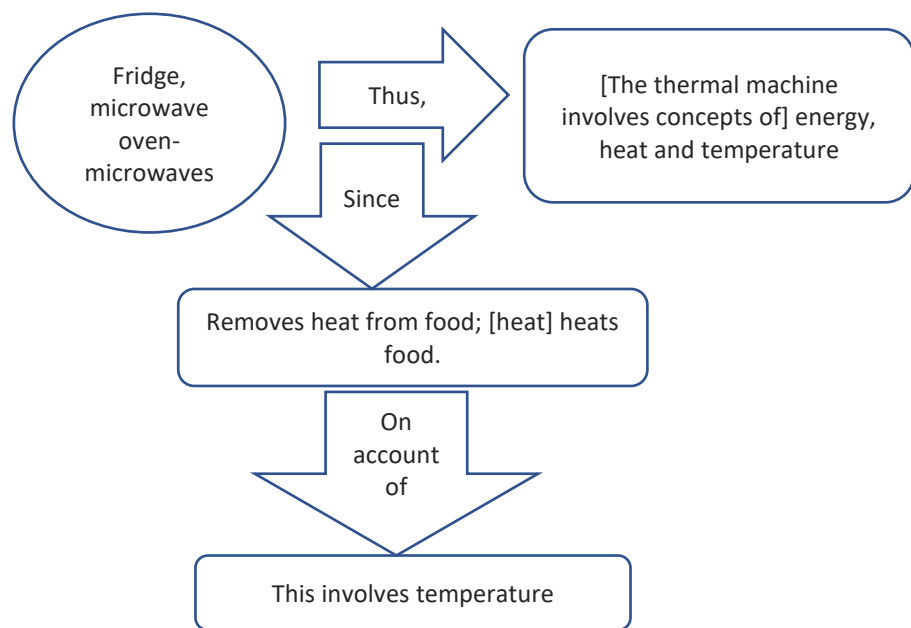 Fridge,
microwave
oven-
microwaves
Thus,
[The thermal machine
involves concepts of] energy,
heat and temperature
Since
Removes heat from food; [heat] heats
food.
On
account
of
This involves temperature